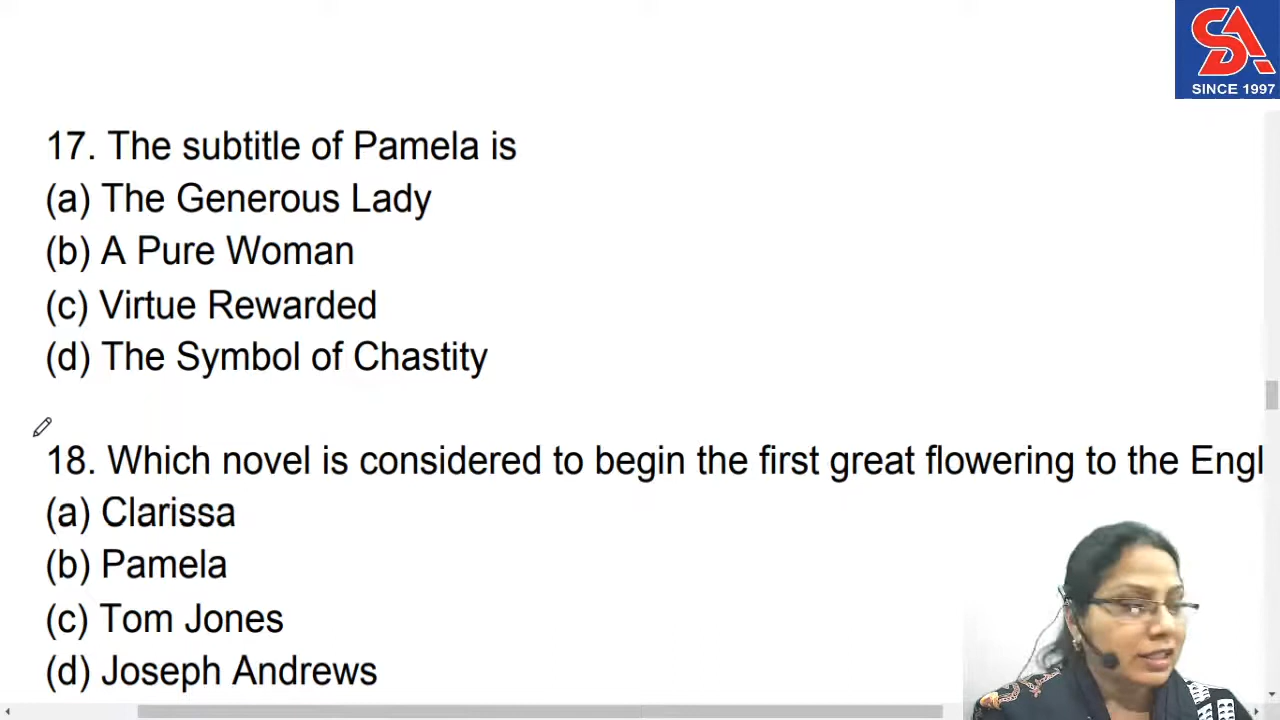 SA
SINCE 1997
17. The subtitle of Pamela is
(a) The Generous Lady
(b) A Pure Woman
(c) Virtue Rewarded
(d) The Symbol of Chastity
18. Which novel is considered to begin the first great flowering to the Engl
(a) Clarissa
(b) Pamela
(c) Tom Jones
(d) Joseph Andrews